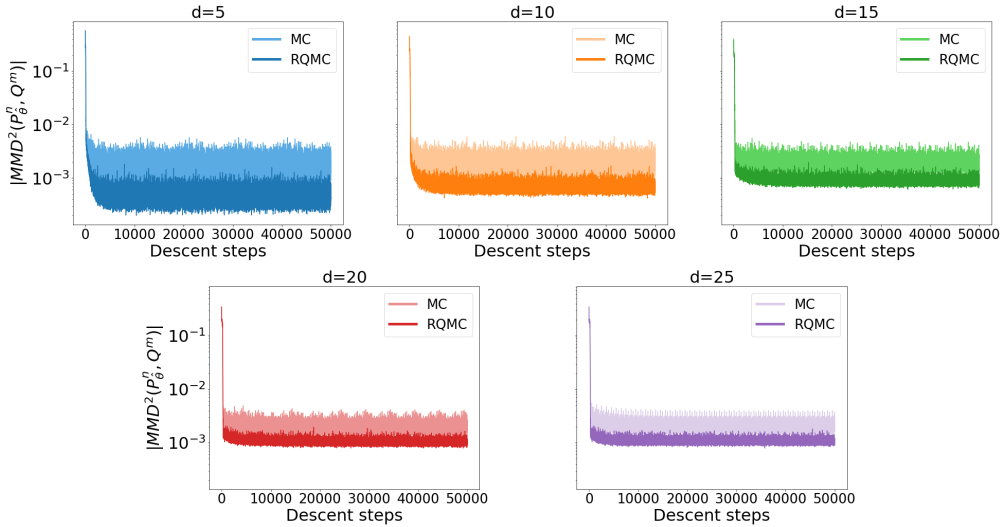 d=5
d=10
d=15
MC
RQMC
MC
RQMC
MC
RQMC
|MMD²(P^n_θ̂, Q^m)|
10⁻¹
10⁻²
10⁻³
0 10000 20000 30000 40000 50000
0 10000 20000 30000 40000 50000
0 10000 20000 30000 40000 50000
Descent steps
Descent steps
Descent steps
d=20
d=25
MC
RQMC
MC
RQMC
|MMD²(P^n_θ̂, Q^m)|
10⁻¹
10⁻²
10⁻³
0 10000 20000 30000 40000 50000
0 10000 20000 30000 40000 50000
Descent steps
Descent steps